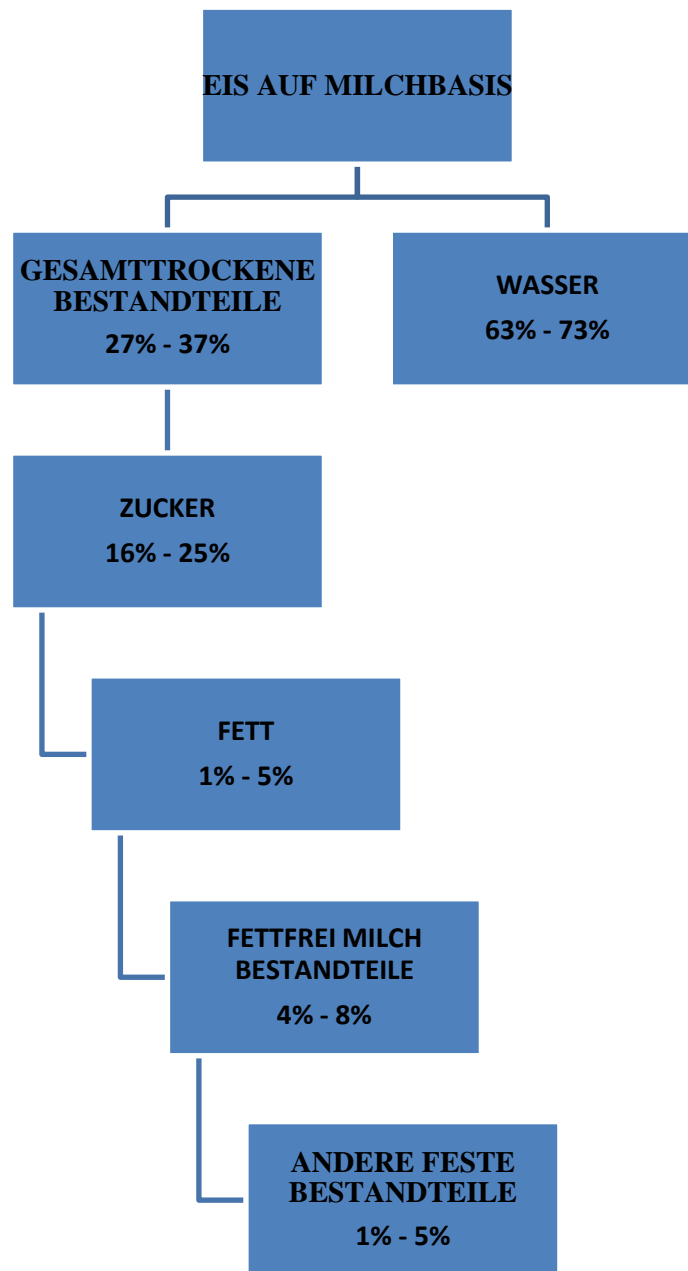 EIS AUF MILCHBASIS
GESAMTTROCKENE
BESTANDTEILE
27% - 37%
WASSER
63% - 73%
ZUCKER
16% - 25%
FETT
1% - 5%
FETTFREI MILCH
BESTANDTEILE
4% - 8%
ANDERE FESTE
BESTANDTEILE
1% - 5%